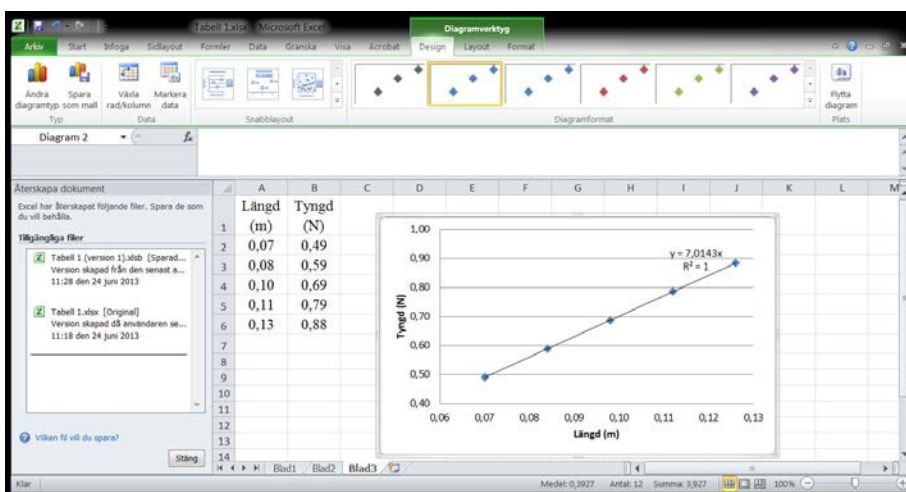 Tabell 1.xlsx - Microsoft Excel
Diagramverktyg
Arkiv Start Infoga Sidlayout Formler Data Granska Visa Acrobat Design Layout Format
Ändra diagramtyp
Spara som mall
Växla rad/kolumn
Markera data
Flytta diagram
Typ Data Snabblayout Diagramformat Plats
Diagram 2 fx
Återskapa dokument
Excel har återskapat följande filer. Spara de som
du vill behålla.
Tillgängliga filer
Tabell 1 (version 1).xlsb [Sparad...
Version skapad från den senast a...
11:28 den 24 juni 2013
Tabell 1.xlsx [Original]
Version skapad då användaren se...
11:18 den 24 juni 2013
Vilken fil vill du spara?
Stäng
A B C D E F G H I J K L M
1 Längd (m) Tyngd (N)
2 0,07 0,49
3 0,08 0,59
4 0,10 0,69
5 0,11 0,79
6 0,13 0,88
7
8
9
10
11
12
13
14
1,00
0,90
0,80
0,70
0,60
0,50
0,40
Tyngd (N)
y = 7,0143x
R² = 1
0,06 0,07 0,08 0,09 0,10 0,11 0,12 0,13
Längd (m)
Blad1 Blad2 Blad3
Klar Medel: 0,3927 Antal: 12 Summa: 3,927 100%